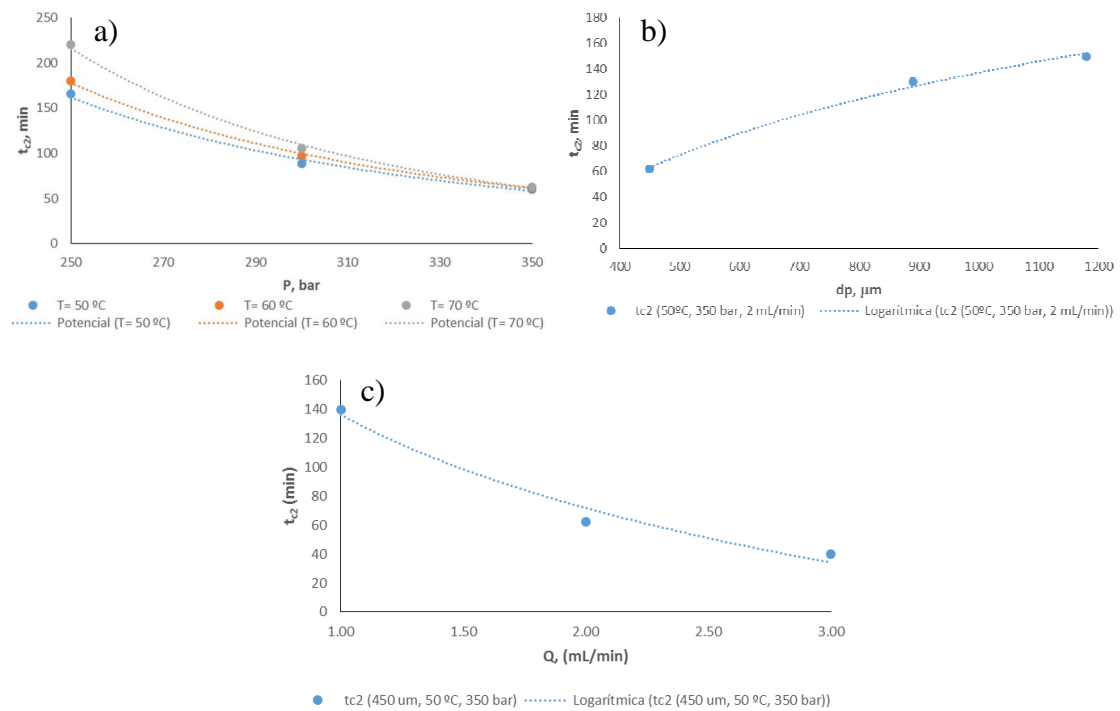 a)
250
200
150
100
50
0
t_c2, min
250 270 290 310 330 350
P, bar
T= 50 ºC T= 60 ºC T= 70 ºC
Potencial (T= 50 ºC) Potencial (T= 60 ºC) Potencial (T= 70 ºC)
b)
180
160
140
120
100
80
60
40
20
0
t_c2, min
400 500 600 700 800 900 1000 1100 1200
dp, μm
tc2 (50ºC, 350 bar, 2 mL/min) Logarítmica (tc2 (50ºC, 350 bar, 2 mL/min))
c)
160
140
120
100
80
60
40
20
0
t_c2 (min)
1.00 1.50 2.00 2.50 3.00
Q, (mL/min)
tc2 (450 um, 50 ºC, 350 bar) Logarítmica (tc2 (450 um, 50 ºC, 350 bar))